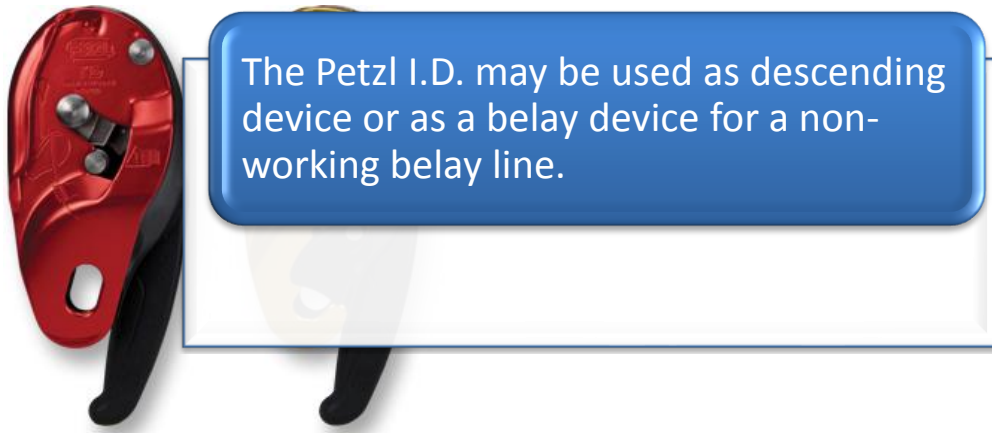 The Petzl I.D. may be used as descending
device or as a belay device for a non-
working belay line.